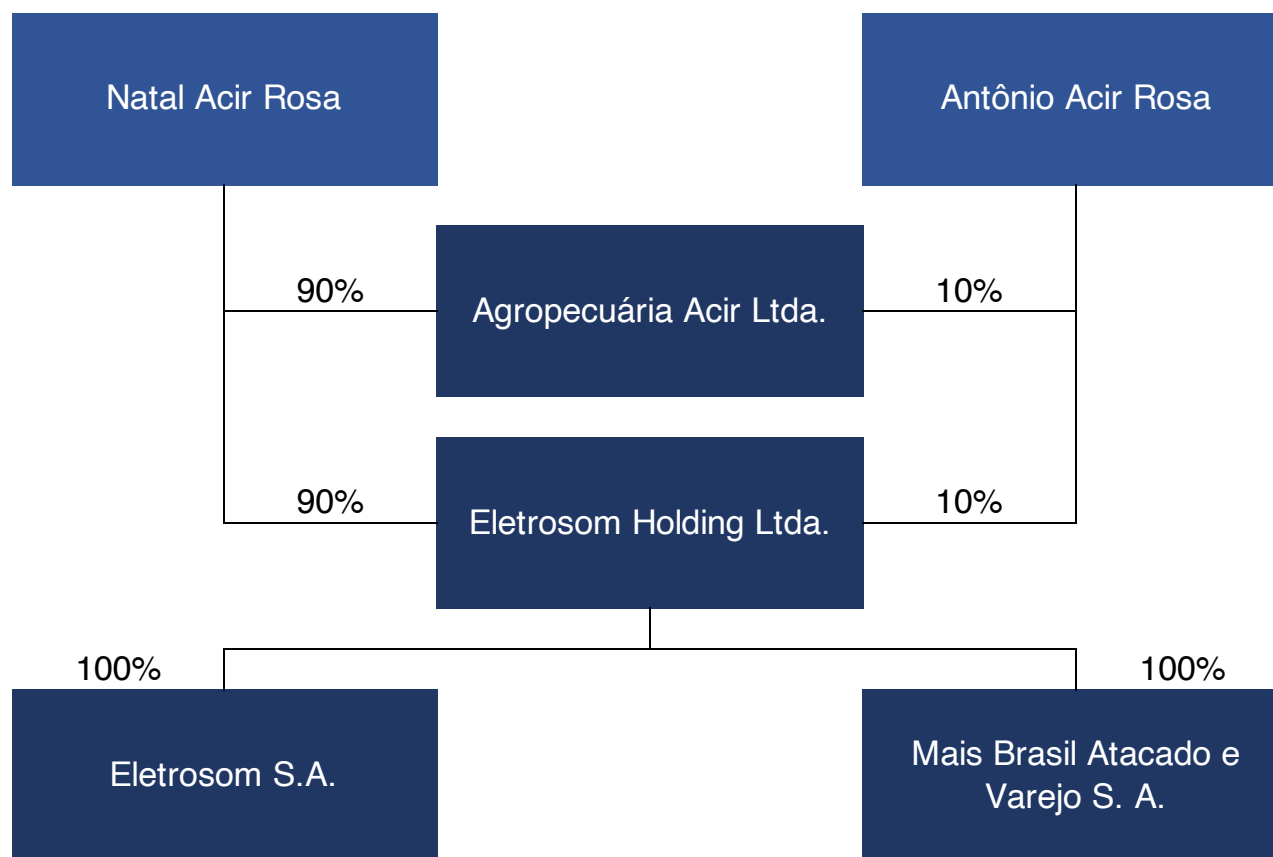 Natal Acir Rosa
Antônio Acir Rosa
90%
Agropecuária Acir Ltda.
10%
90%
Eletrosom Holding Ltda.
10%
100%
100%
Eletrosom S.A.
Mais Brasil Atacado e
Varejo S. A.